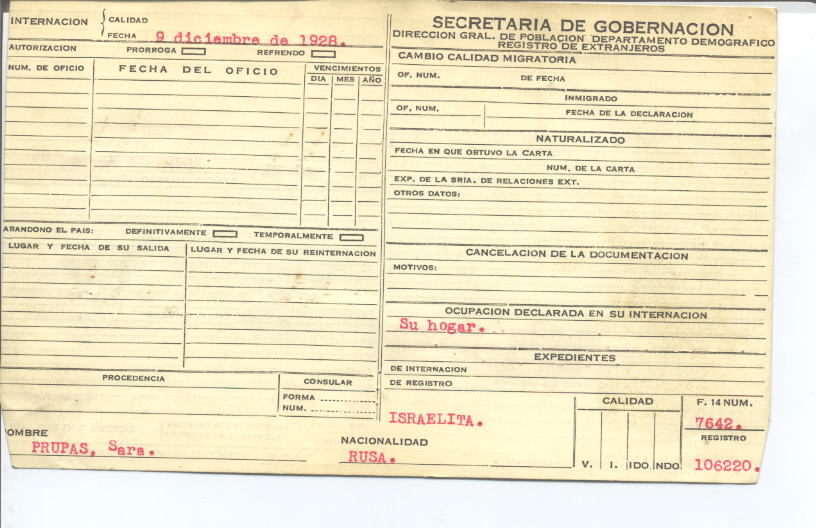 INTERNACION
CALIDAD
FECHA 9 diciembre de 1928.
AUTORIZACION PRORROGA REFRENDO
NUM. DE OFICIO FECHA DEL OFICIO VENCIMIENTOS
DIA MES AÑO
ABANDONO EL PAIS: DEFINITIVAMENTE TEMPORALMENTE
LUGAR Y FECHA DE SU SALIDA LUGAR Y FECHA DE SU REINTERNACION
PROCEDENCIA CONSULAR
FORMA
NUM.
OMBRE
PRUPAS, Sara.
SECRETARIA DE GOBERNACION
DIRECCION GRAL. DE POBLACION DEPARTAMENTO DEMOGRAFICO
REGISTRO DE EXTRANJEROS
CAMBIO CALIDAD MIGRATORIA
OF. NUM. DE FECHA
INMIGRADO
OF, NUM. FECHA DE LA DECLARACION
NATURALIZADO
FECHA EN QUE OBTUVO LA CARTA
NUM. DE LA CARTA
EXP. DE LA SRIA. DE RELACIONES EXT.
OTROS DATOS:
CANCELACION DE LA DOCUMENTACION
MOTIVOS:
OCUPACION DECLARADA EN SU INTERNACION
Su hogar.
EXPEDIENTES
DE INTERNACION
DE REGISTRO
ISRAELITA.
NACIONALIDAD
RUSA.
CALIDAD
V. I. IDO. NDO.
F. 14 NUM.
7642.
REGISTRO
106220.